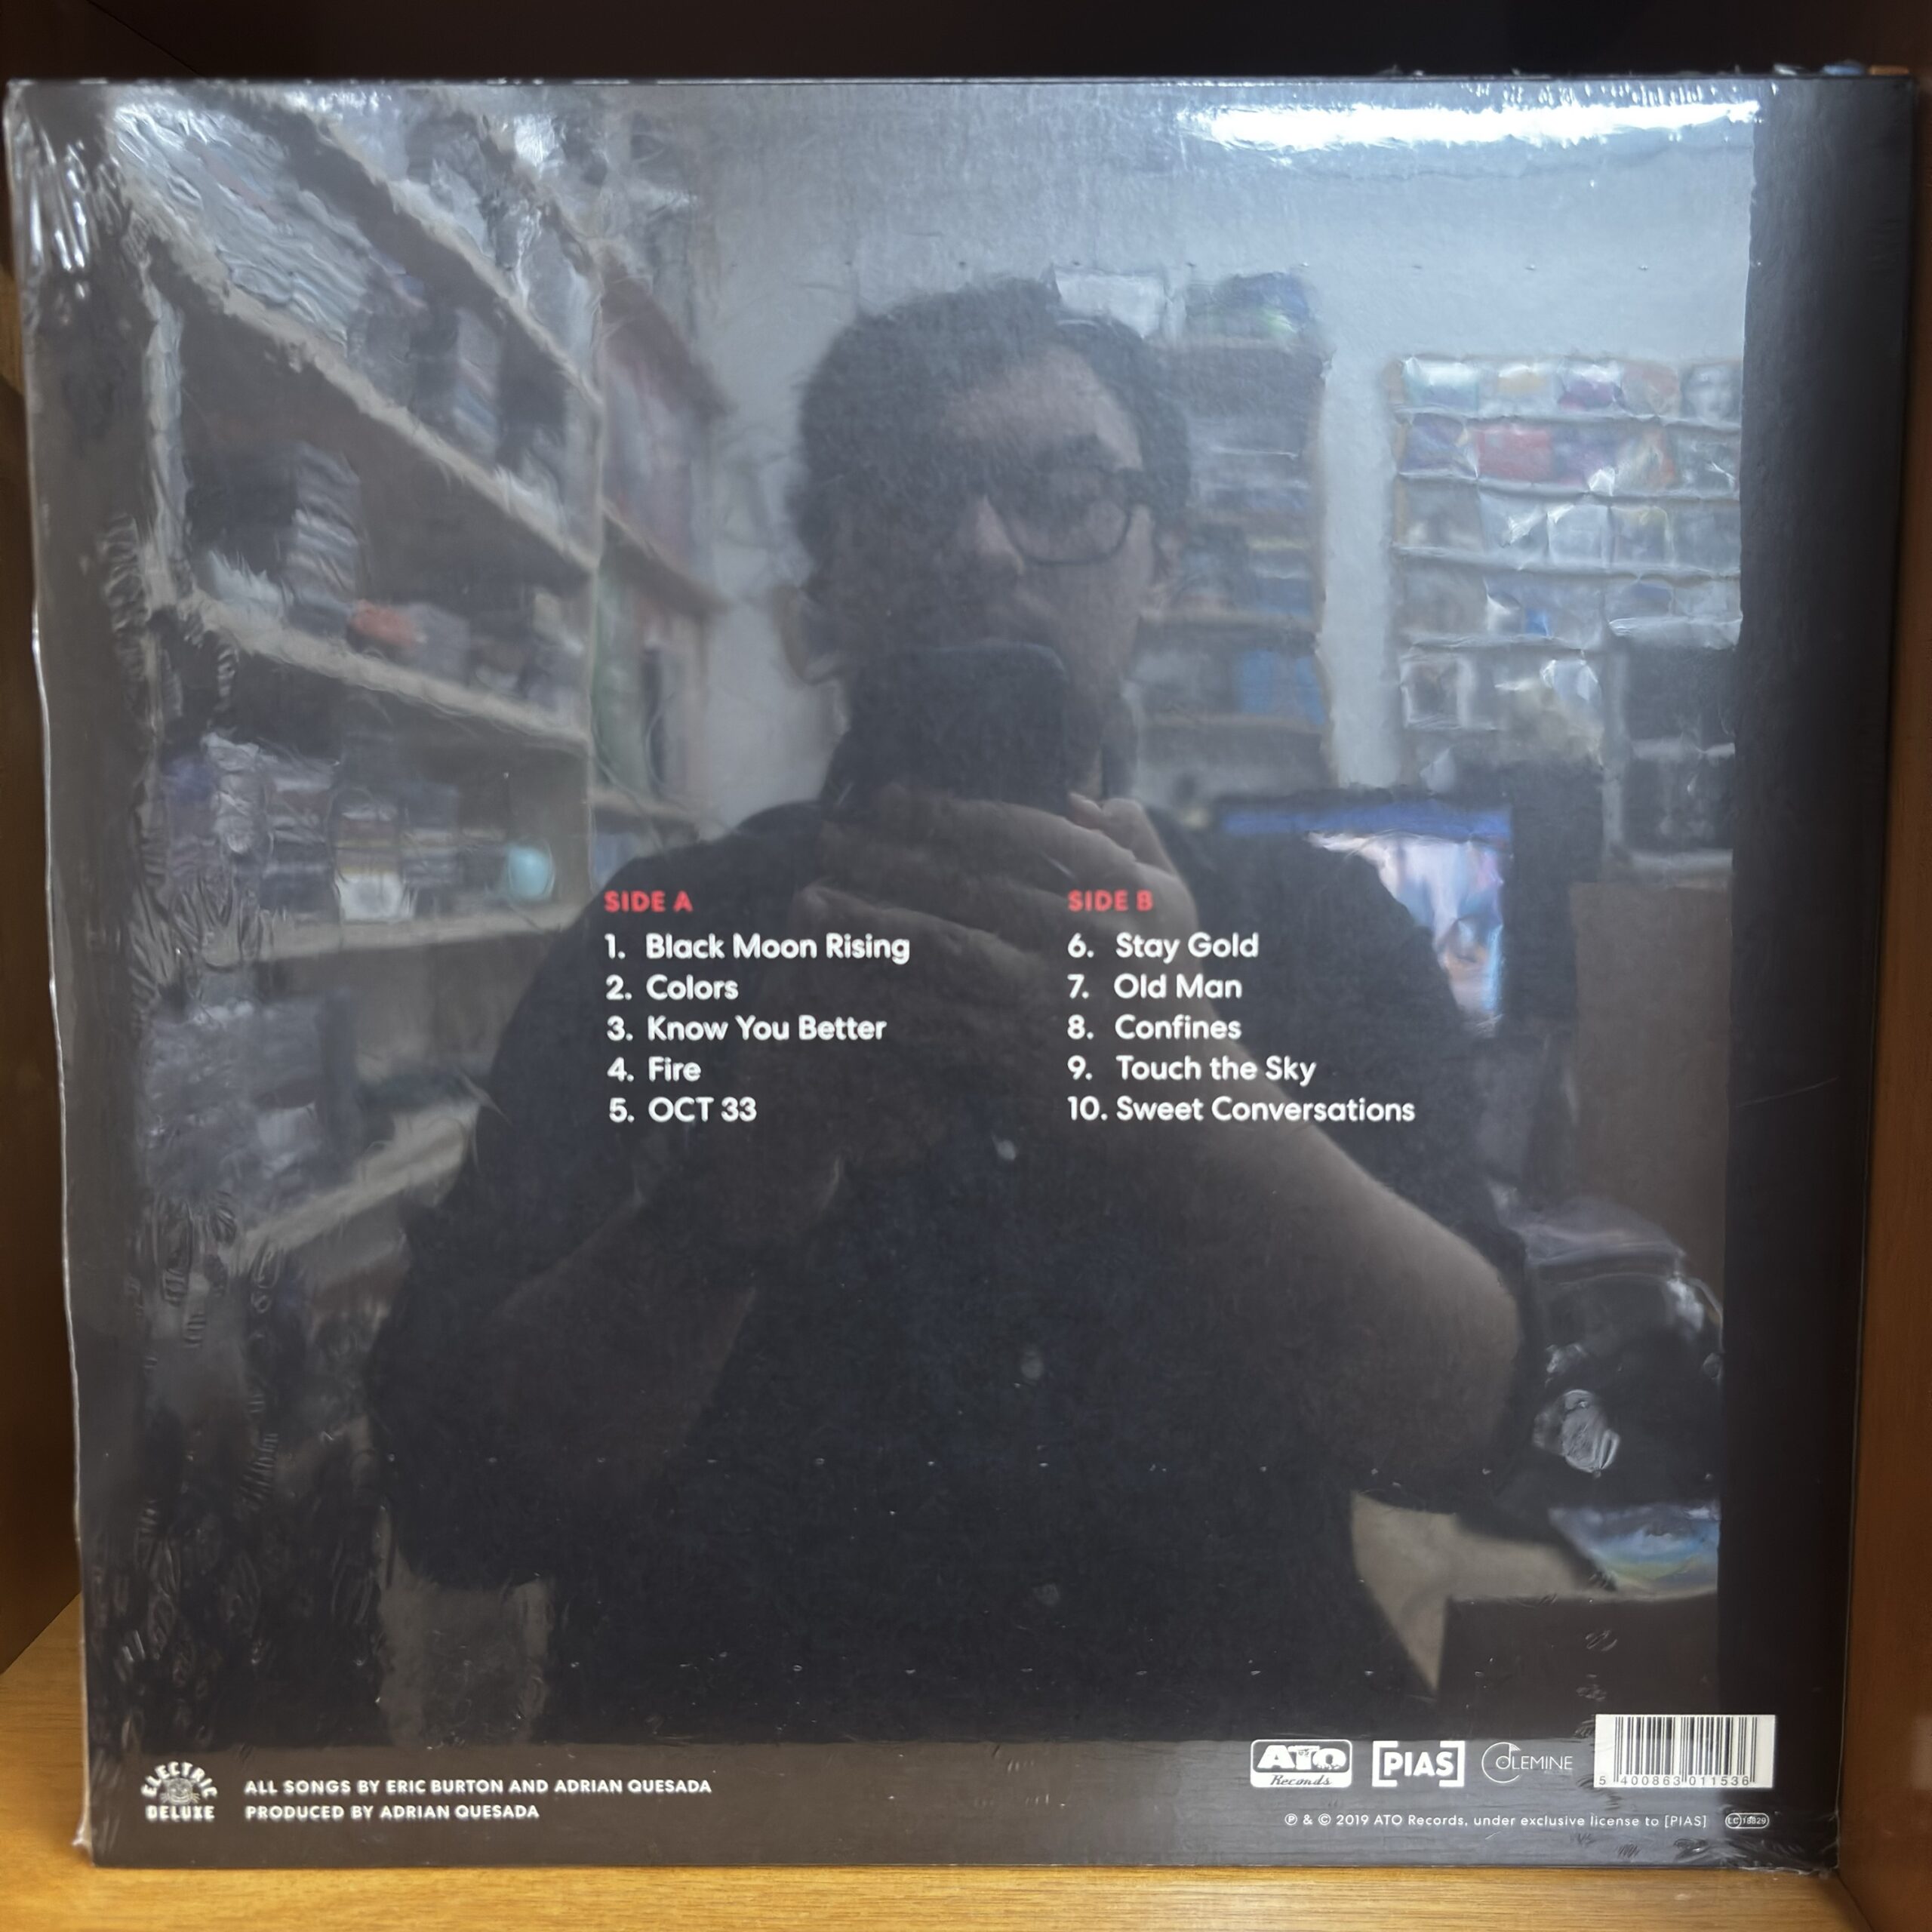 SIDE A
1. Black Moon Rising
2. Colors
3. Know You Better
4. Fire
5. OCT 33
SIDE B
6. Stay Gold
7. Old Man
8. Confines
9. Touch the Sky
10. Sweet Conversations
ELECTRIC
DELUXE
ALL SONGS BY ERIC BURTON AND ADRIAN QUESADA
PRODUCED BY ADRIAN QUESADA
ATO
Records
[PIAS]
COLEMINE
5 400863 011536
℗ & © 2019 ATO Records, under exclusive license to [PIAS]